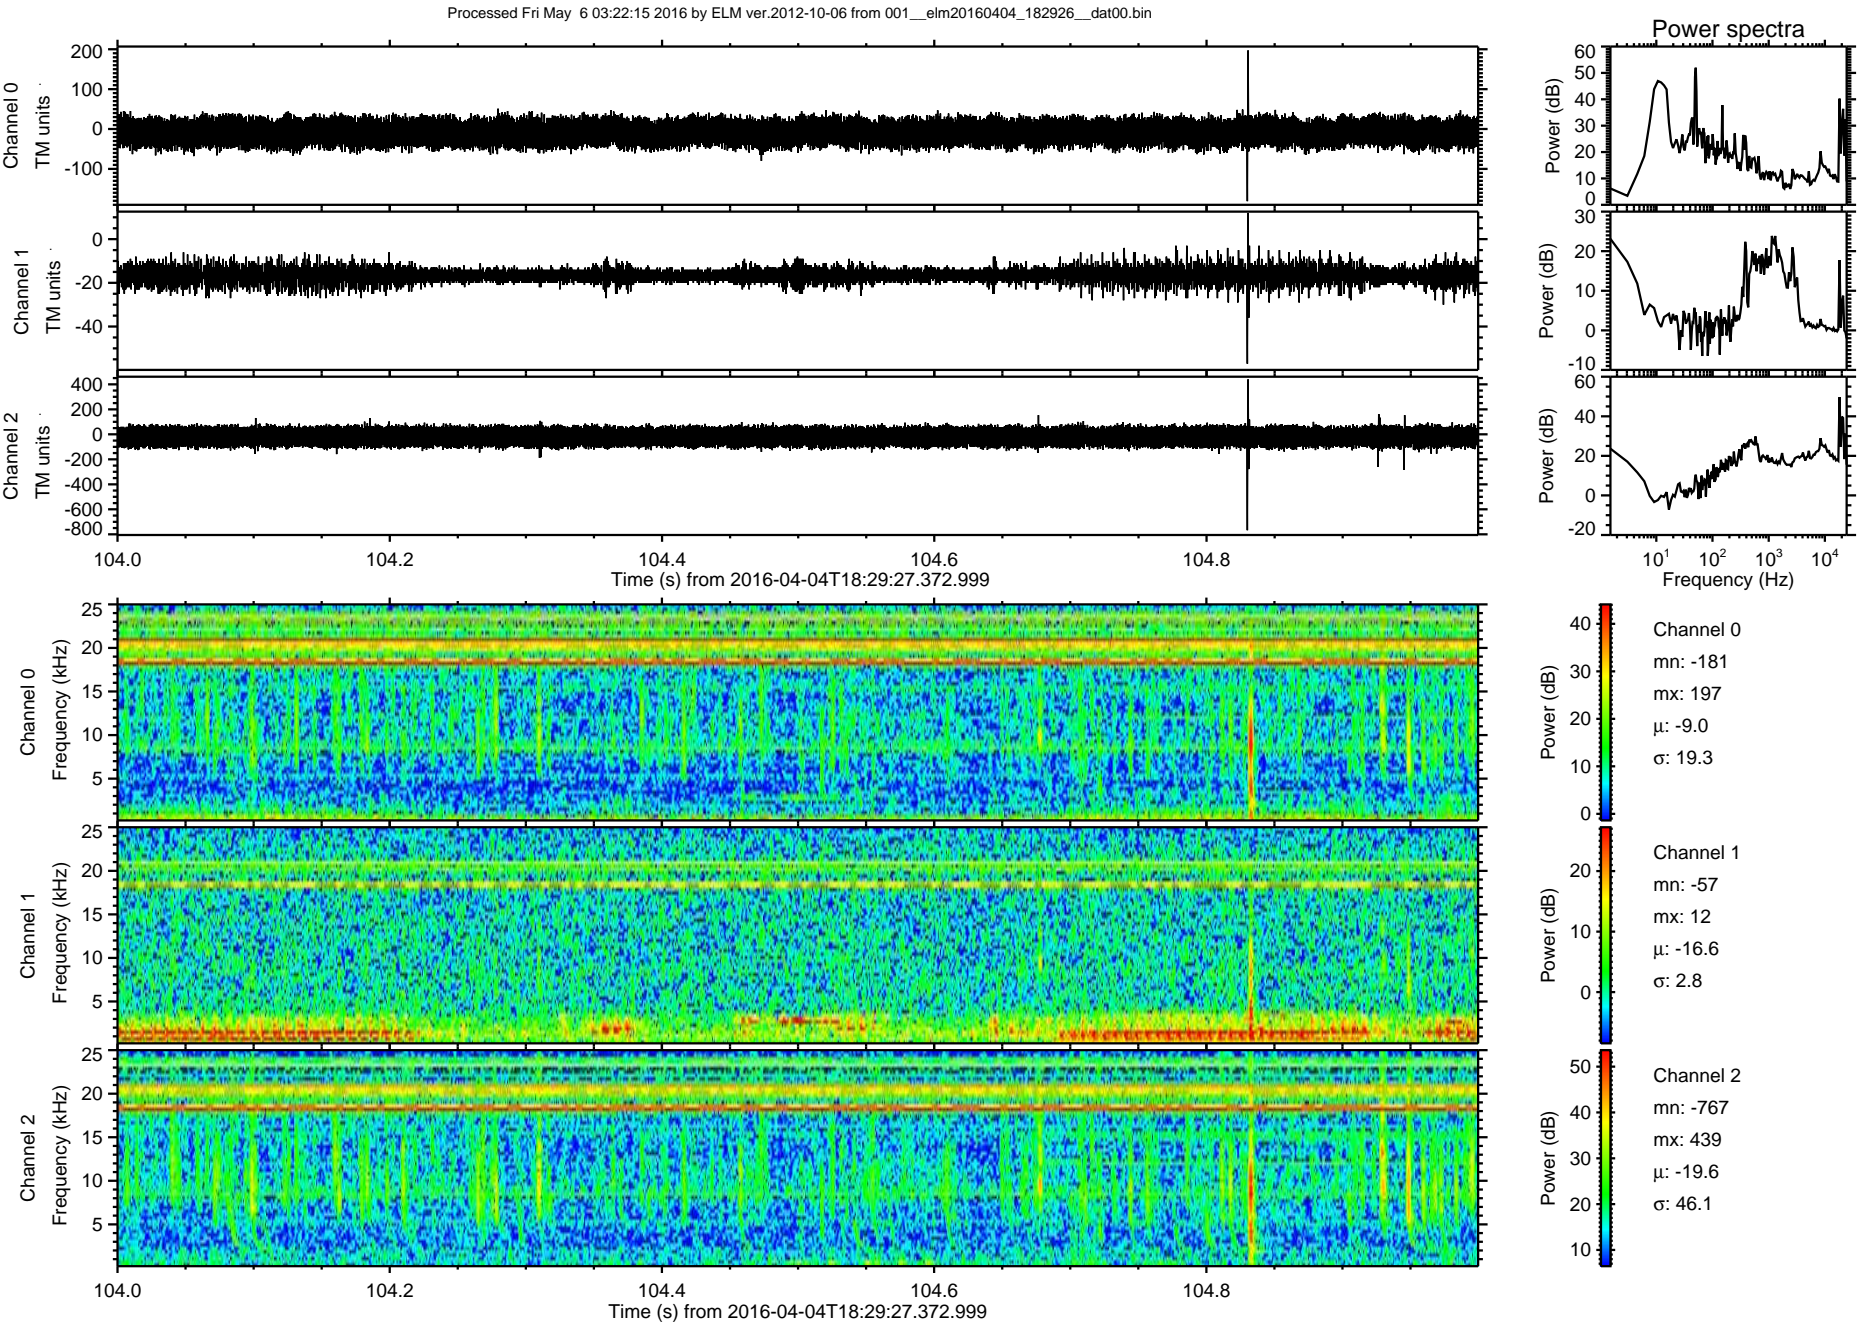 Processed Fri May  6 03:22:15 2016 by ELM ver.2012-10-06 from 001__elm20160404_182926__dat00.bin
Power spectra
Channel 0
TM units
200
100
0
-100
Power (dB)
60
50
40
30
20
10
0
Channel 1
TM units
0
-20
-40
Power (dB)
30
20
10
0
-10
Channel 2
TM units
400
200
0
-200
-400
-600
-800
Power (dB)
60
40
20
0
-20
104.0 104.2 104.4 104.6 104.8
Time (s) from 2016-04-04T18:29:27.372.999
10^1 10^2 10^3 10^4
Frequency (Hz)
Channel 0
Frequency (kHz)
25
20
15
10
5
Power (dB)
40
30
20
10
0
Channel 0
mn: -181
mx: 197
μ: -9.0
σ: 19.3
Channel 1
Frequency (kHz)
25
20
15
10
5
Power (dB)
20
10
0
Channel 1
mn: -57
mx: 12
μ: -16.6
σ: 2.8
Channel 2
Frequency (kHz)
25
20
15
10
5
Power (dB)
50
40
30
20
10
Channel 2
mn: -767
mx: 439
μ: -19.6
σ: 46.1
104.0 104.2 104.4 104.6 104.8
Time (s) from 2016-04-04T18:29:27.372.999